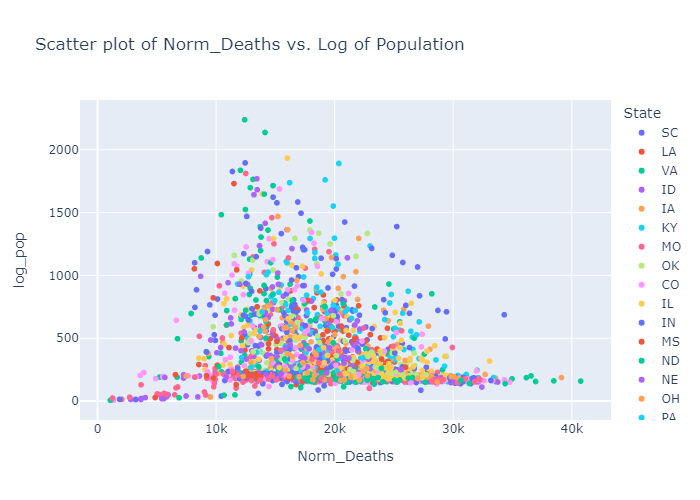 Scatter plot of Norm_Deaths vs. Log of Population
State
SC
LA
VA
ID
IA
KY
MO
OK
CO
IL
IN
MS
ND
NE
OH
PA
log_pop
2000
1500
1000
500
0
0
10k
20k
30k
40k
Norm_Deaths